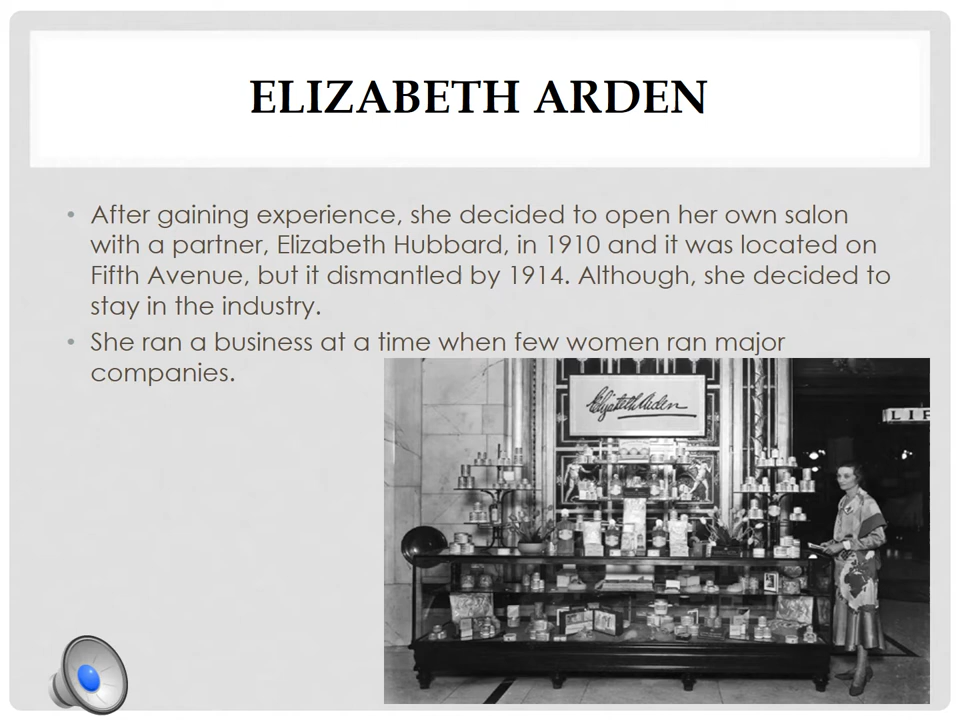 ELIZABETH ARDEN
• After gaining experience, she decided to open her own salon
with a partner, Elizabeth Hubbard, in 1910 and it was located on
Fifth Avenue, but it dismantled by 1914. Although, she decided to
stay in the industry.
• She ran a business at a time when few women ran major
companies.
Elizabeth Arden